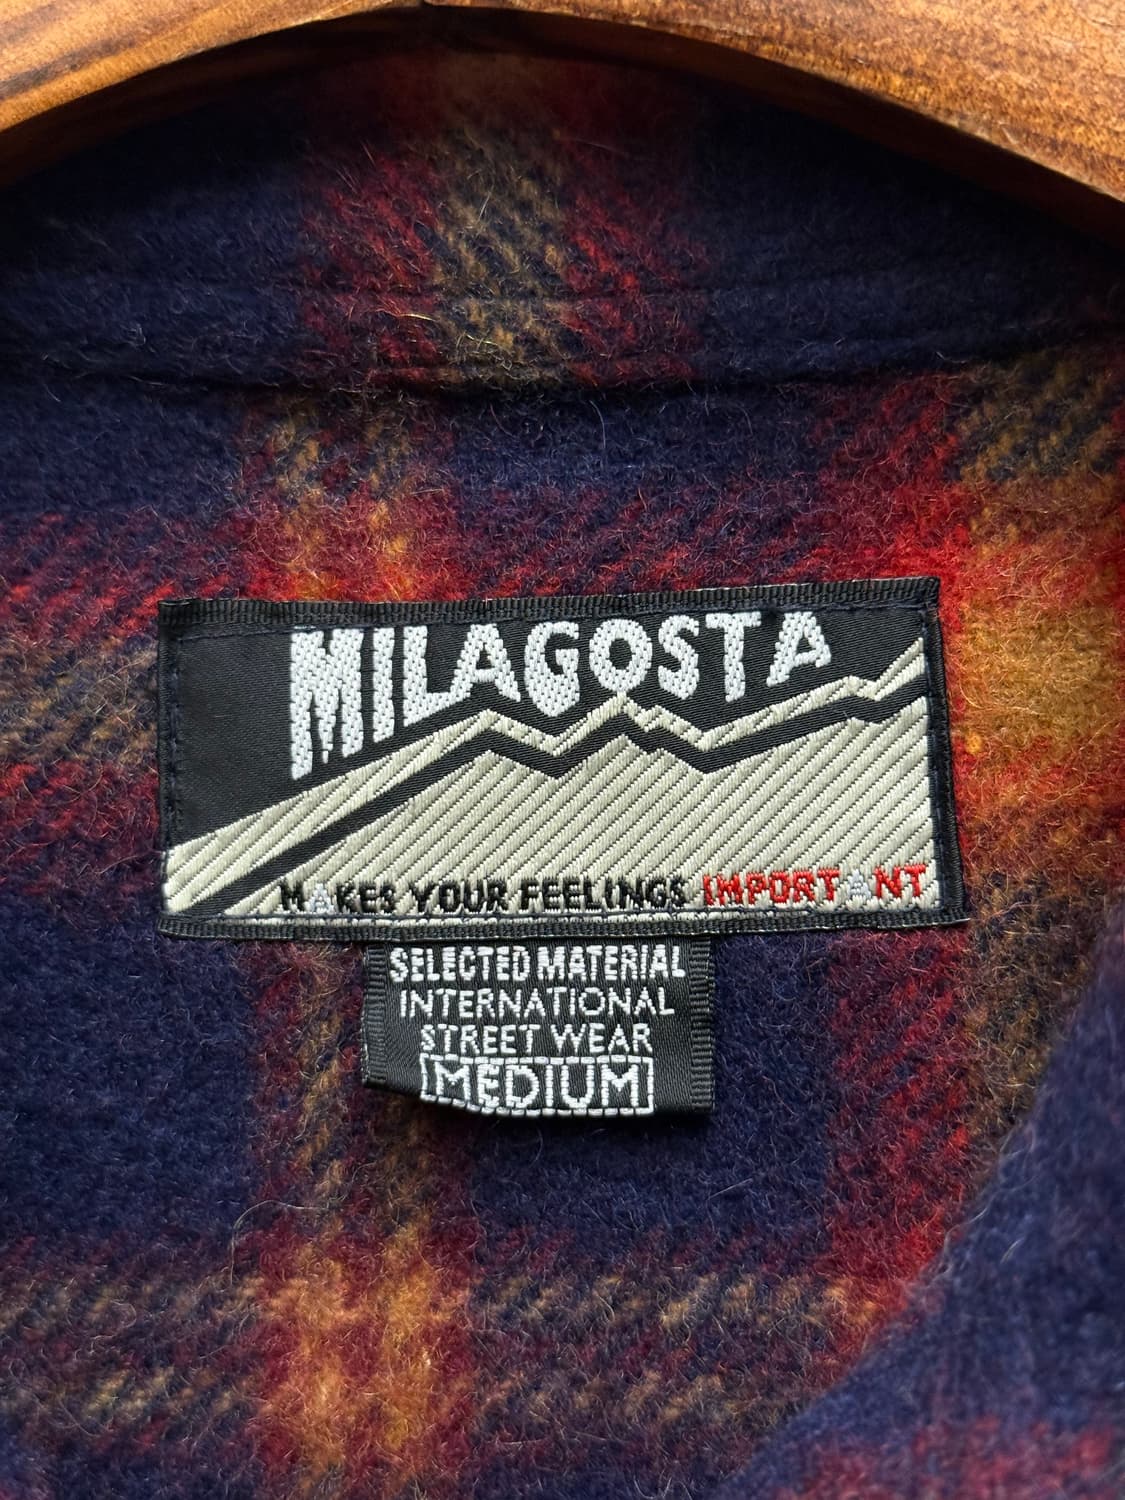 MILAGOSTA
MAKES YOUR FEELINGS IMPORTANT
SELECTED MATERIAL
INTERNATIONAL
STREET WEAR
MEDIUM